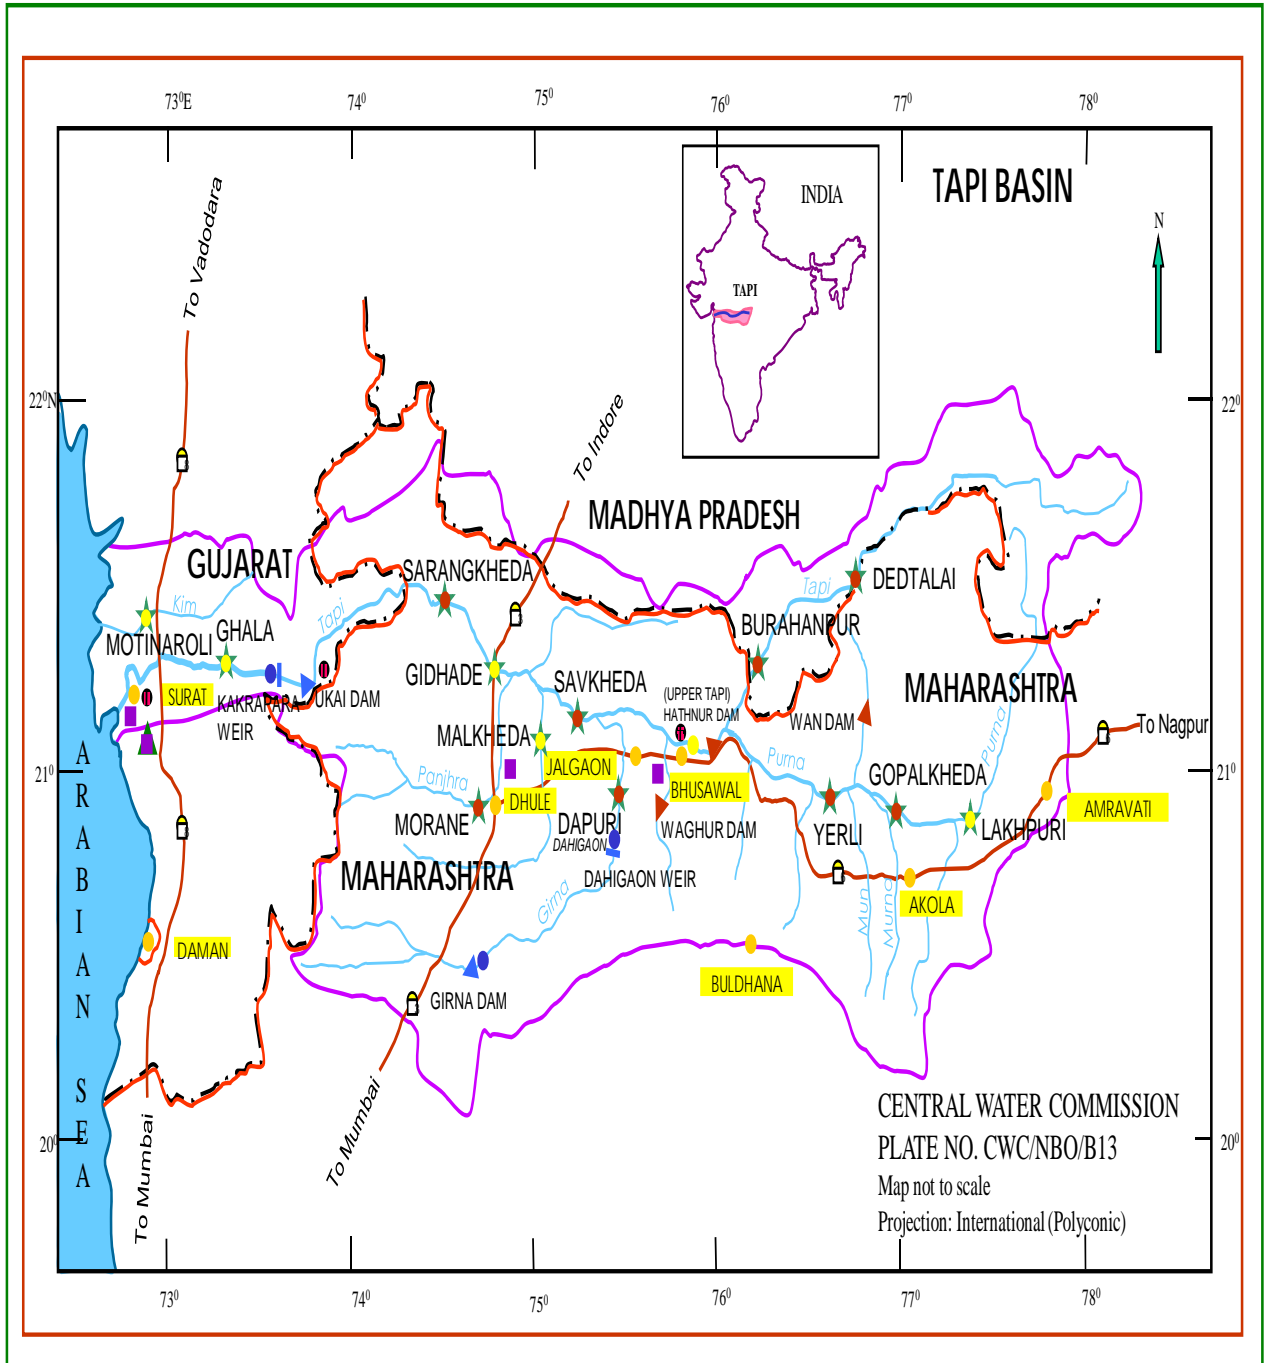 73⁰E 74⁰ 75⁰ 76⁰ 77⁰ 78⁰
TAPI BASIN
INDIA
TAPI
N
To Vadodara
To Indore
22⁰N
22⁰
MADHYA PRADESH
GUJARAT
SARANGKHEDA
DEDTALAI
Kim
Tapi
Tapi
MOTINAROLI
GHALA
BURAHANPUR
GIDHADE
SAVKHEDA
(UPPER TAPI)
HATHNUR DAM
MAHARASHTRA
SURAT
KAKRAPARA
WEIR
UKAI DAM
WAN DAM
Purna
To Nagpur
MALKHEDA
JALGAON
Purna
21⁰
21⁰
Panjhra
DHULE
BHUSAWAL
GOPALKHEDA
AMRAVATI
MORANE
DAPURI
DAHIGAON
WAGHUR DAM
YERLI
LAKHPURI
MAHARASHTRA
DAHIGAON WEIR
Girna
Mun
Murna
AKOLA
DAMAN
BULDHANA
GIRNA DAM
ARABIAN SEA
To Mumbai
To Mumbai
20⁰
20⁰
CENTRAL WATER COMMISSION
PLATE NO. CWC/NBO/B13
Map not to scale
Projection: International (Polyconic)
73⁰ 74⁰ 75⁰ 76⁰ 77⁰ 78⁰